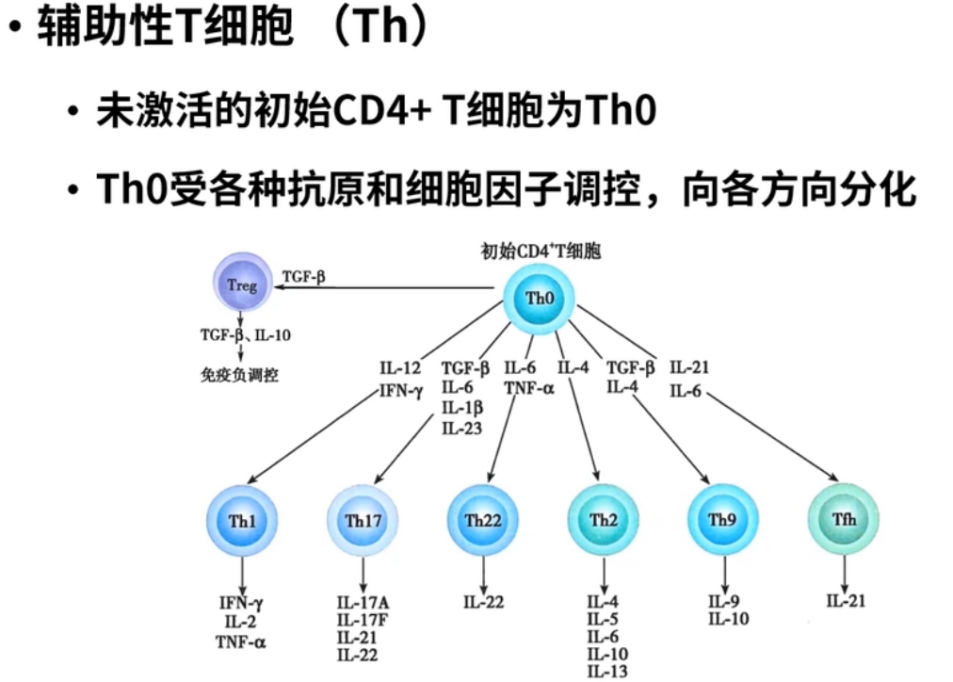 • 辅助性T细胞 （Th）
• 未激活的初始CD4+ T细胞为Th0
• Th0受各种抗原和细胞因子调控，向各方向分化
初始CD4⁺T细胞
Th0
TGF-β
Treg
TGF-β、IL-10
免疫负调控
IL-12
IFN-γ
TGF-β
IL-6
IL-1β
IL-23
IL-6
TNF-α
IL-4
TGF-β
IL-4
IL-21
IL-6
Th1
IFN-γ
IL-2
TNF-α
Th17
IL-17A
IL-17F
IL-21
IL-22
Th22
IL-22
Th2
IL-4
IL-5
IL-6
IL-10
IL-13
Th9
IL-9
IL-10
Tfh
IL-21